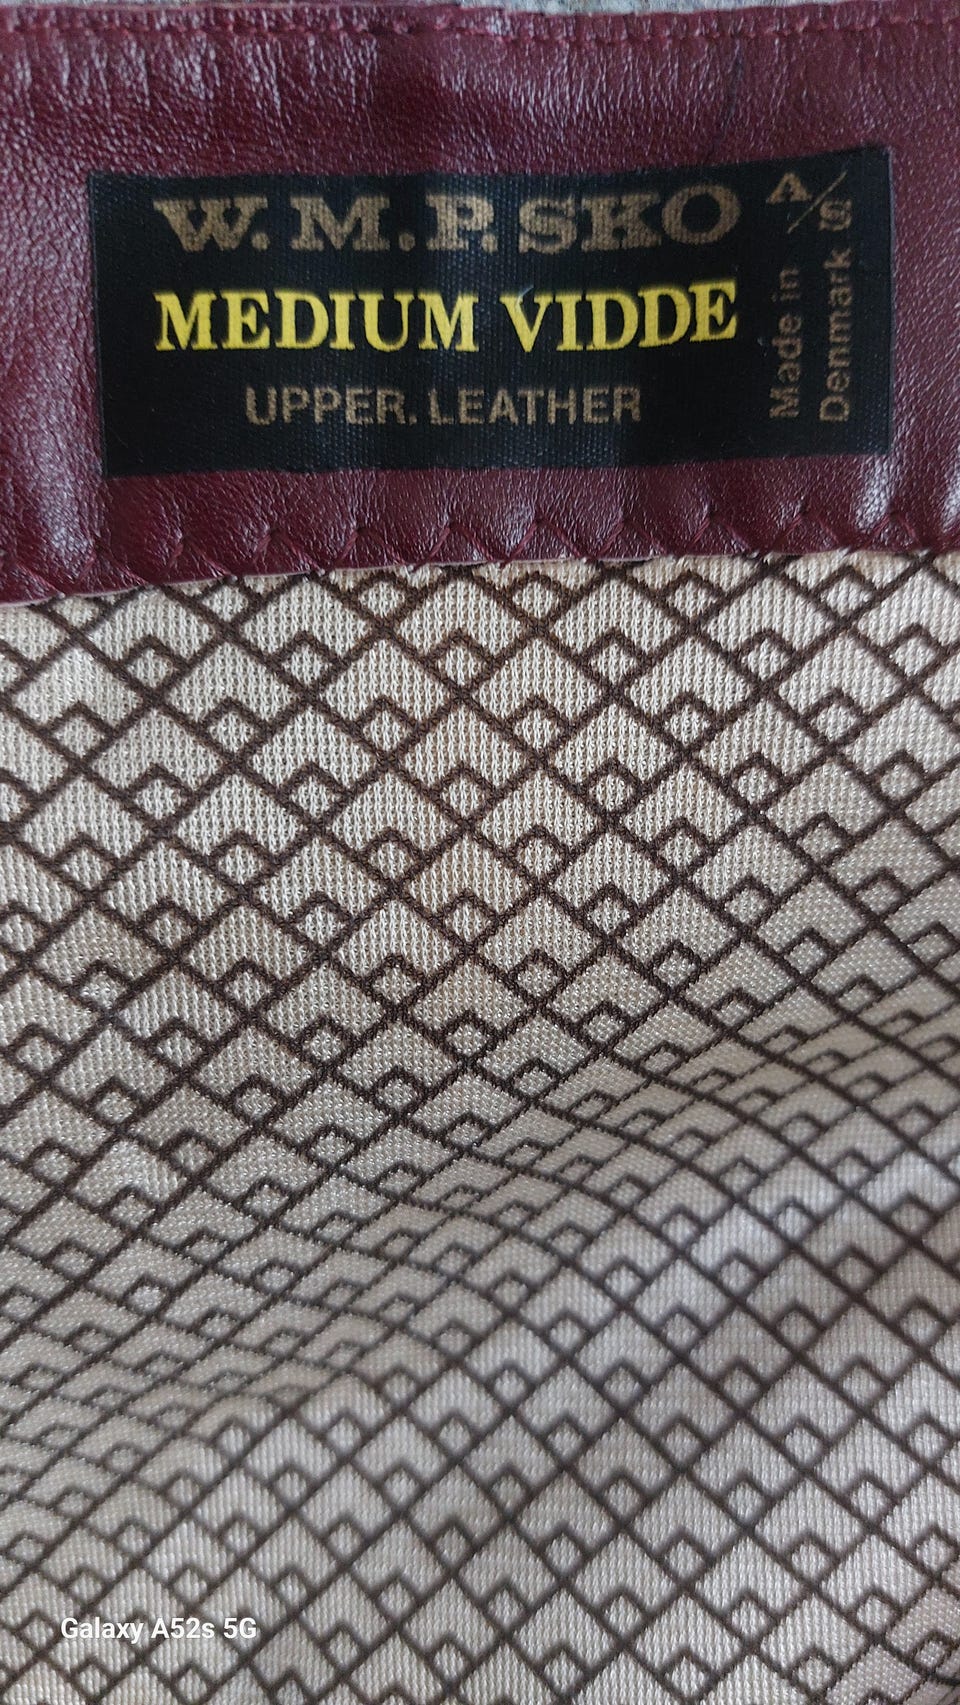 W. M. P. SKO A/S
MEDIUM VIDDE
UPPER. LEATHER
Made in
Denmark
Galaxy A52s 5G